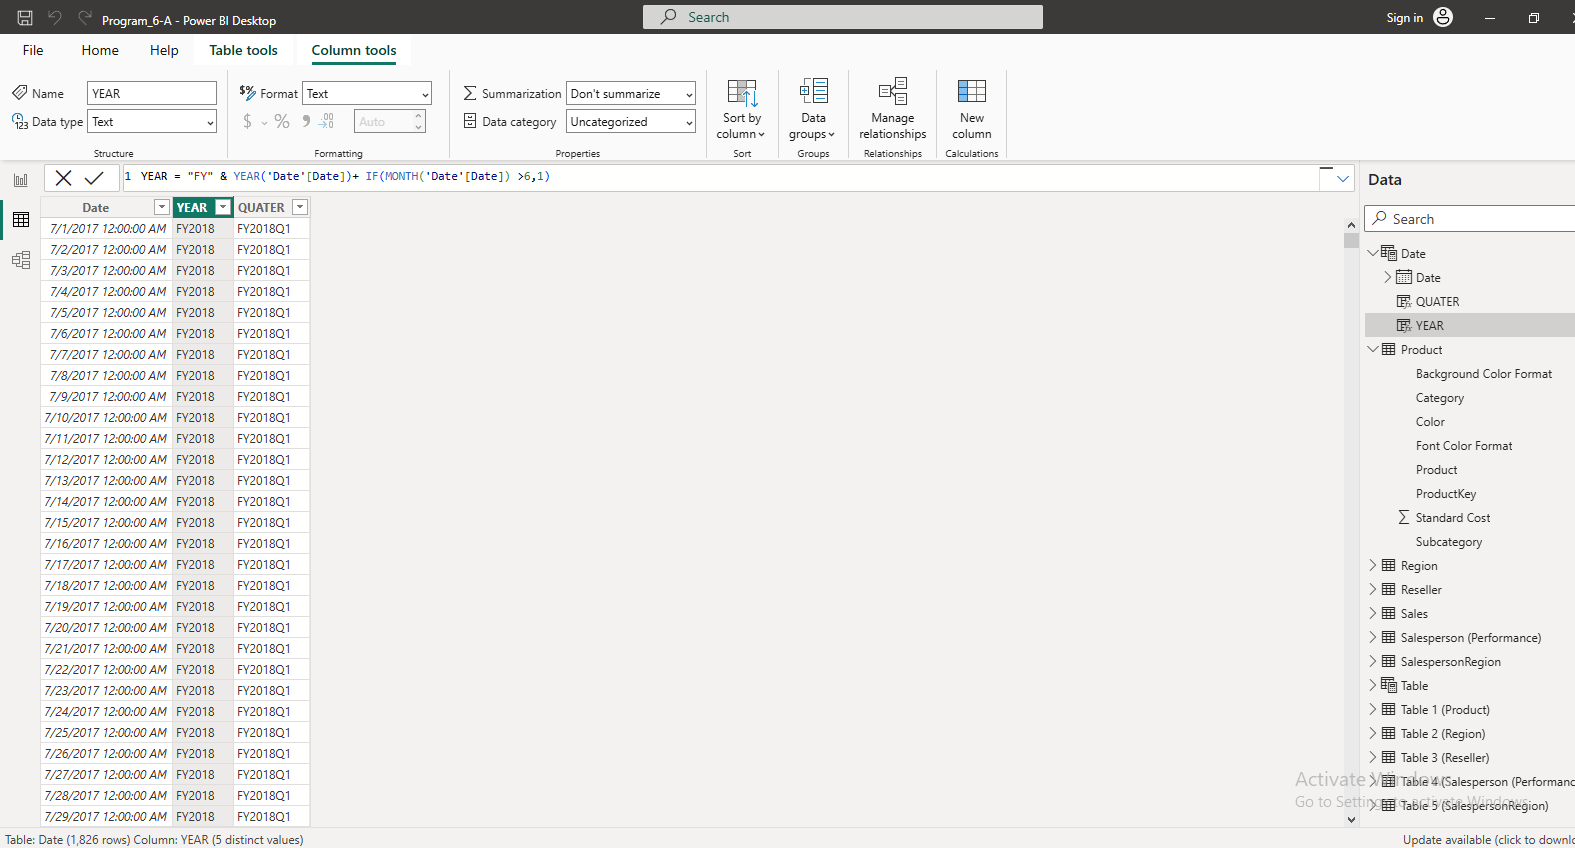 Program_6-A - Power BI Desktop
Search
Sign in
File Home Help Table tools Column tools
Name YEAR
Data type Text
Structure
Format Text
$ % 9 .00 Auto
Formatting
Summarization Don't summarize
Data category Uncategorized
Properties
Sort by
column
Sort
Data
groups
Groups
Manage
relationships
Relationships
New
column
Calculations
1 YEAR = "FY" & YEAR('Date'[Date])+ IF(MONTH('Date'[Date]) >6,1)
Date YEAR QUATER
7/1/2017 12:00:00 AM FY2018 FY2018Q1
7/2/2017 12:00:00 AM FY2018 FY2018Q1
7/3/2017 12:00:00 AM FY2018 FY2018Q1
7/4/2017 12:00:00 AM FY2018 FY2018Q1
7/5/2017 12:00:00 AM FY2018 FY2018Q1
7/6/2017 12:00:00 AM FY2018 FY2018Q1
7/7/2017 12:00:00 AM FY2018 FY2018Q1
7/8/2017 12:00:00 AM FY2018 FY2018Q1
7/9/2017 12:00:00 AM FY2018 FY2018Q1
7/10/2017 12:00:00 AM FY2018 FY2018Q1
7/11/2017 12:00:00 AM FY2018 FY2018Q1
7/12/2017 12:00:00 AM FY2018 FY2018Q1
7/13/2017 12:00:00 AM FY2018 FY2018Q1
7/14/2017 12:00:00 AM FY2018 FY2018Q1
7/15/2017 12:00:00 AM FY2018 FY2018Q1
7/16/2017 12:00:00 AM FY2018 FY2018Q1
7/17/2017 12:00:00 AM FY2018 FY2018Q1
7/18/2017 12:00:00 AM FY2018 FY2018Q1
7/19/2017 12:00:00 AM FY2018 FY2018Q1
7/20/2017 12:00:00 AM FY2018 FY2018Q1
7/21/2017 12:00:00 AM FY2018 FY2018Q1
7/22/2017 12:00:00 AM FY2018 FY2018Q1
7/23/2017 12:00:00 AM FY2018 FY2018Q1
7/24/2017 12:00:00 AM FY2018 FY2018Q1
7/25/2017 12:00:00 AM FY2018 FY2018Q1
7/26/2017 12:00:00 AM FY2018 FY2018Q1
7/27/2017 12:00:00 AM FY2018 FY2018Q1
7/28/2017 12:00:00 AM FY2018 FY2018Q1
7/29/2017 12:00:00 AM FY2018 FY2018Q1
Data
Search
Date
Date
QUATER
YEAR
Product
Background Color Format
Category
Color
Font Color Format
Product
ProductKey
Standard Cost
Subcategory
Region
Reseller
Sales
Salesperson (Performance)
SalespersonRegion
Table
Table 1 (Product)
Table 2 (Region)
Table 3 (Reseller)
Table 4 (Salesperson (Performanc
Table 5 (SalespersonRegion)
Activate Windows
Go to Settings to activate Windows.
Table: Date (1,826 rows) Column: YEAR (5 distinct values)
Update available (click to downlo